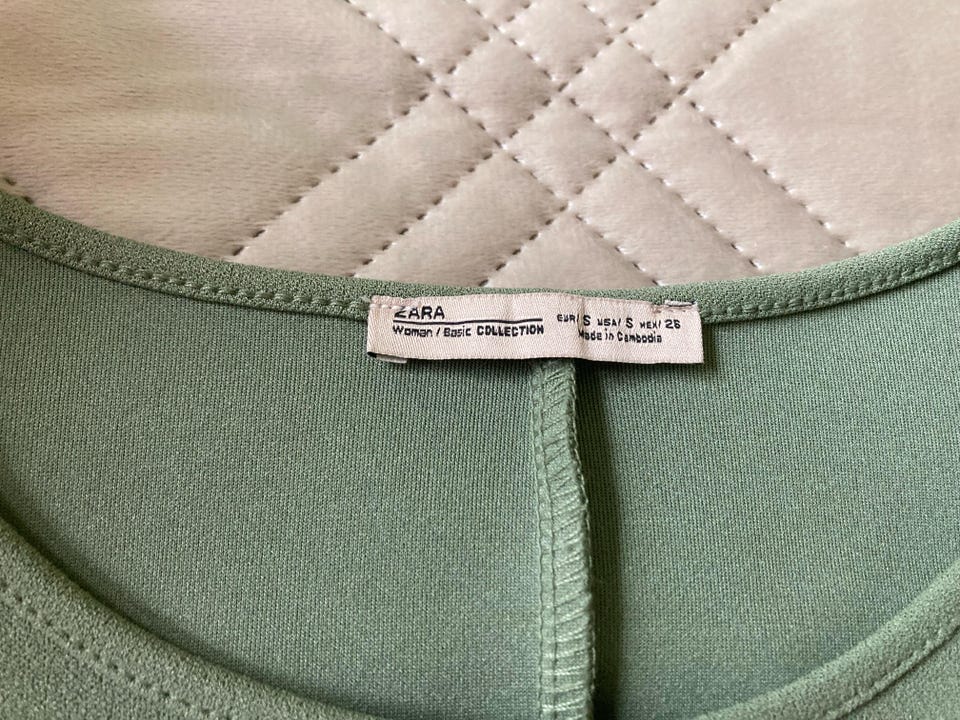 ZARA
Woman / Basic COLLECTION
EUR/ S USA/ S MEX/ 26
Made in Cambodia